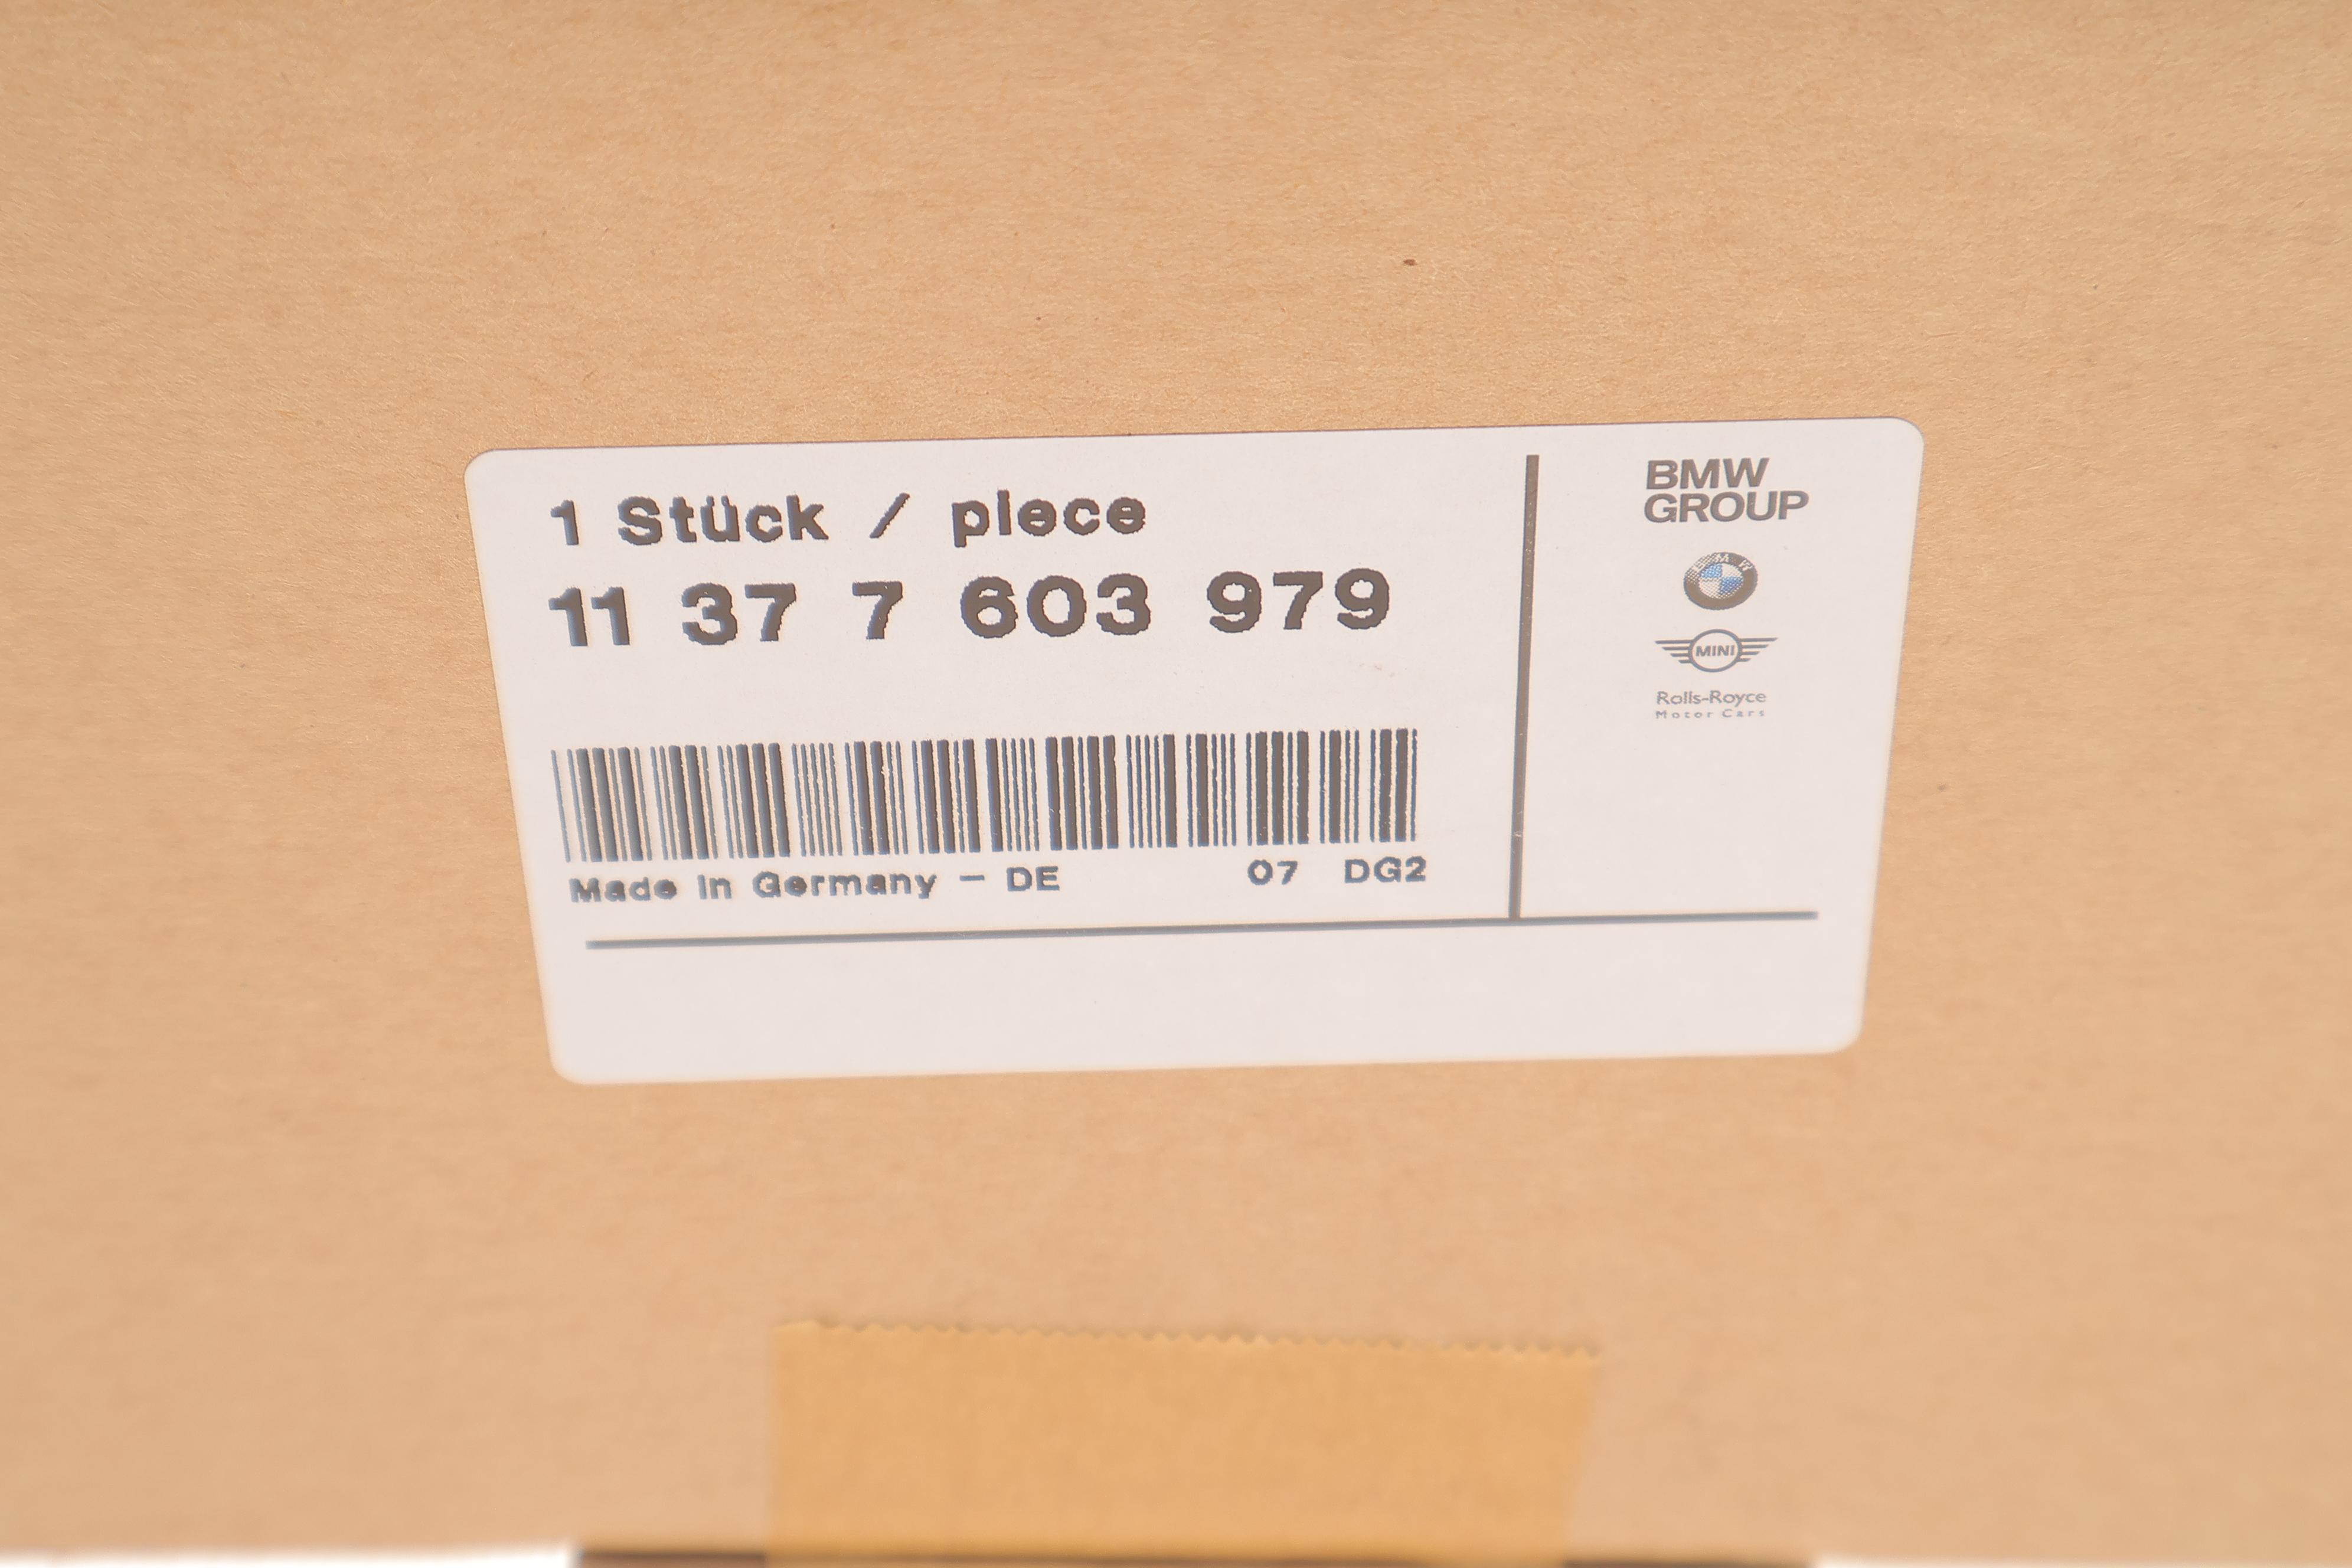 1 Stück / piece
11 37 7 603 979
Made in Germany - DE 07 DG2
BMW
GROUP
BMW
MINI
Rolls-Royce
Motor Cars